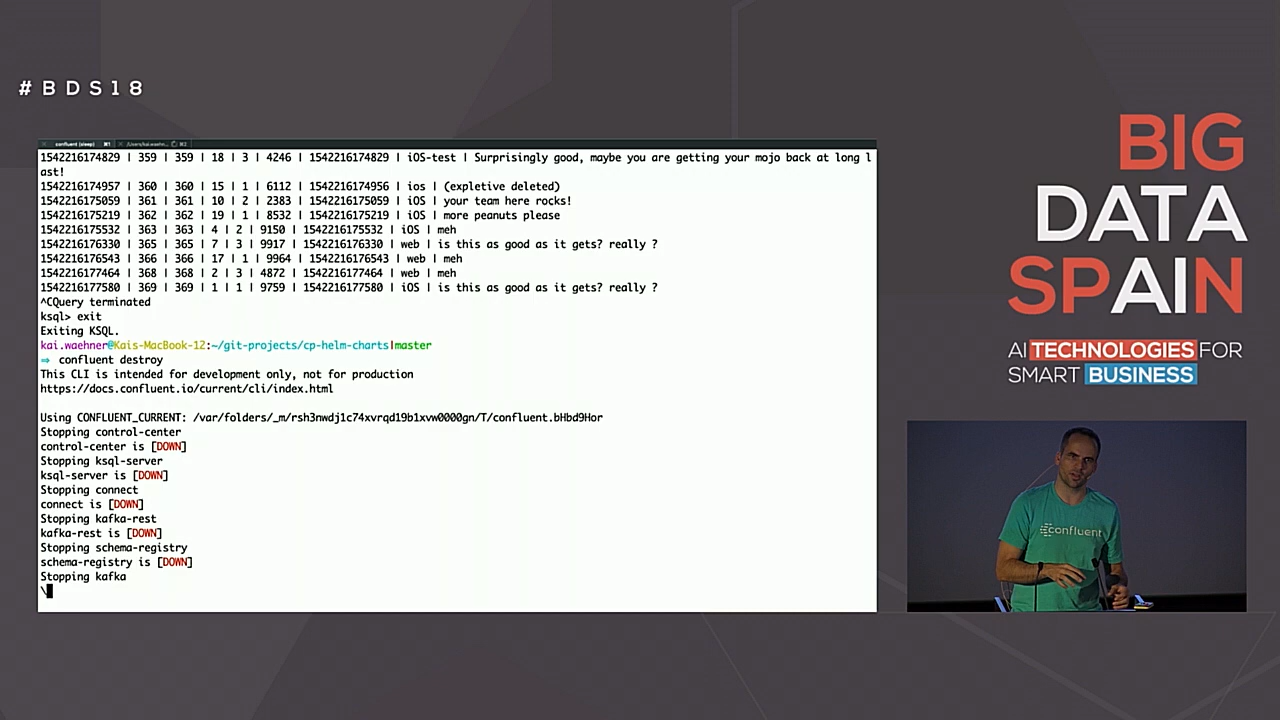 #BDS18
confluent (sleep) ⌘1
1542216174829 | 359 | 359 | 18 | 3 | 4246 | 1542216174829 | iOS-test | Surprisingly good, maybe you are getting your mojo back at long l
ast!
1542216174957 | 360 | 360 | 15 | 1 | 6112 | 1542216174956 | ios | (expletive deleted)
1542216175059 | 361 | 361 | 10 | 2 | 2383 | 1542216175059 | iOS | your team here rocks!
1542216175219 | 362 | 362 | 19 | 1 | 8532 | 1542216175219 | iOS | more peanuts please
1542216175532 | 363 | 363 | 4 | 2 | 9150 | 1542216175532 | iOS | meh
1542216176330 | 365 | 365 | 7 | 3 | 9917 | 1542216176330 | web | is this as good as it gets? really ?
1542216176543 | 366 | 366 | 17 | 1 | 9964 | 1542216176543 | web | meh
1542216177464 | 368 | 368 | 2 | 3 | 4872 | 1542216177464 | web | meh
1542216177580 | 369 | 369 | 1 | 1 | 9759 | 1542216177580 | iOS | is this as good as it gets? really ?
^CQuery terminated
ksql> exit
Exiting KSQL.
kai.waehner@Kais-MacBook-12:~/git-projects/cp-helm-charts|master
⇒ confluent destroy
This CLI is intended for development only, not for production
https://docs.confluent.io/current/cli/index.html
Using CONFLUENT_CURRENT: /var/folders/_m/rsh3nwdj1c74xvrqd19b1xvw0000gn/T/confluent.bHbd9Hor
Stopping control-center
control-center is [DOWN]
Stopping ksql-server
ksql-server is [DOWN]
Stopping connect
connect is [DOWN]
Stopping kafka-rest
kafka-rest is [DOWN]
Stopping schema-registry
schema-registry is [DOWN]
Stopping kafka
\
BIG
DATA
SPAIN
AI TECHNOLOGIES FOR
SMART BUSINESS
confluent